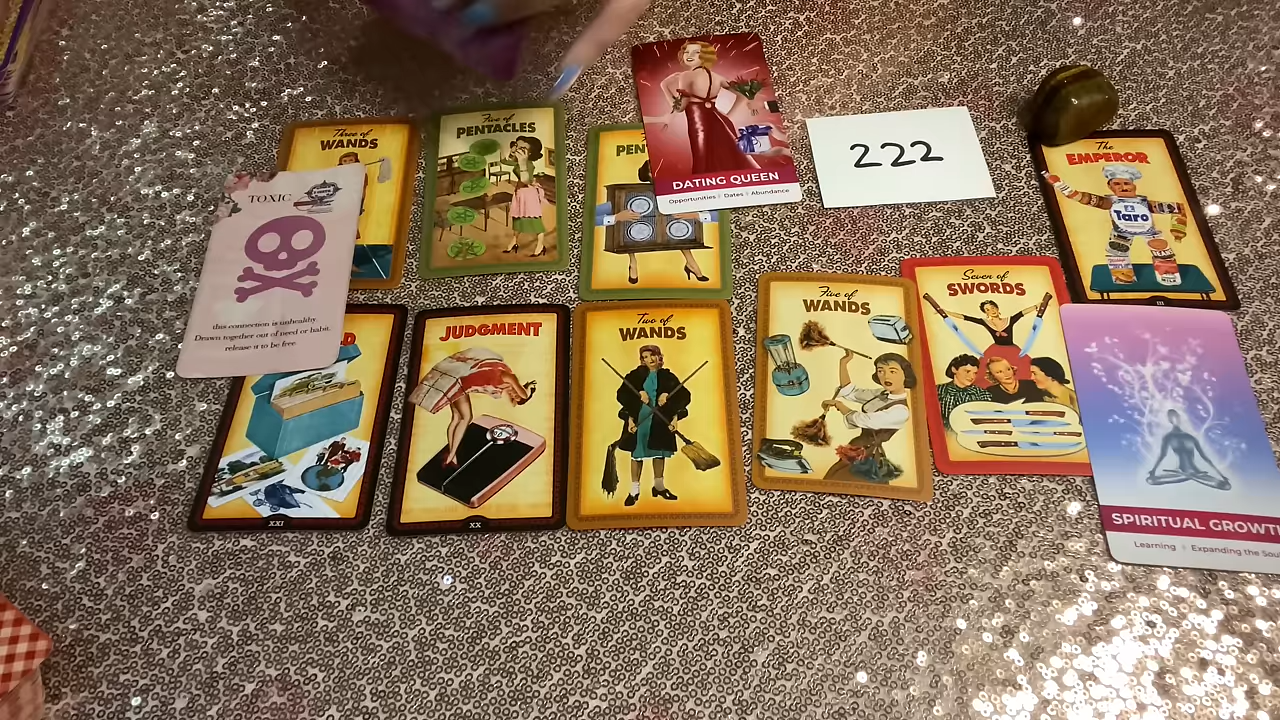 Three of
WANDS
Five of
PENTACLES
PEN
DATING QUEEN
Opportunities Dates Abundance
222
The
EMPEROR
Taro
MILK
III
TOXIC
this connection is unhealthy
Drawn together out of need or habit.
release it to be free
D
XXI
JUDGMENT
XX
Two of
WANDS
Five of
WANDS
Seven of
SWORDS
SPIRITUAL GROWTH
Learning Expanding the Sou